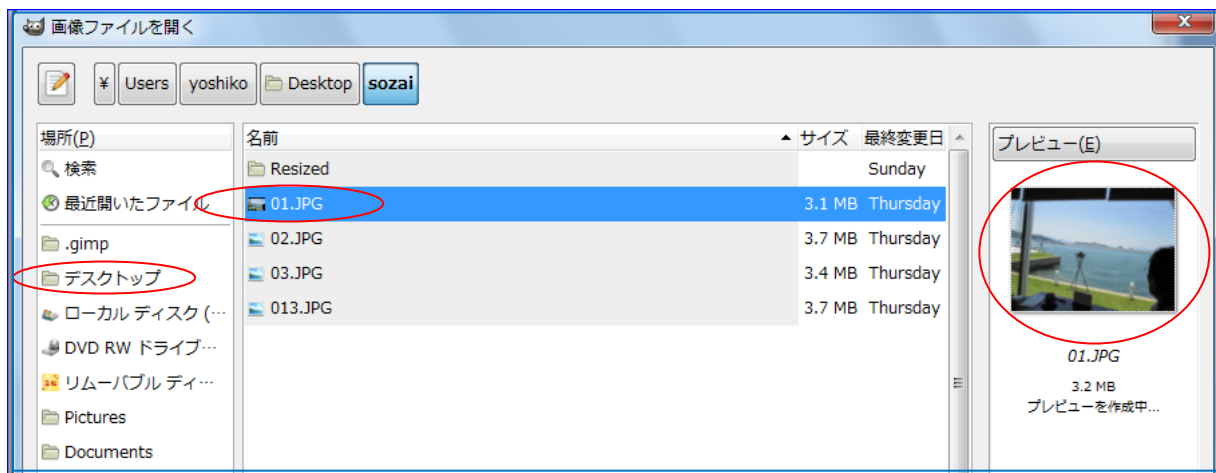 画像ファイルを開く
x
¥ Users yoshiko Desktop sozai
場所(P)
検索
最近開いたファイル
.gimp
デスクトップ
ローカル ディスク (…
DVD RW ドライブ…
リムーバブル ディ…
Pictures
Documents
名前 サイズ 最終変更日
Resized Sunday
01.JPG 3.1 MB Thursday
02.JPG 3.7 MB Thursday
03.JPG 3.4 MB Thursday
013.JPG 3.7 MB Thursday
プレビュー(E)
01.JPG
3.2 MB
プレビューを作成中...